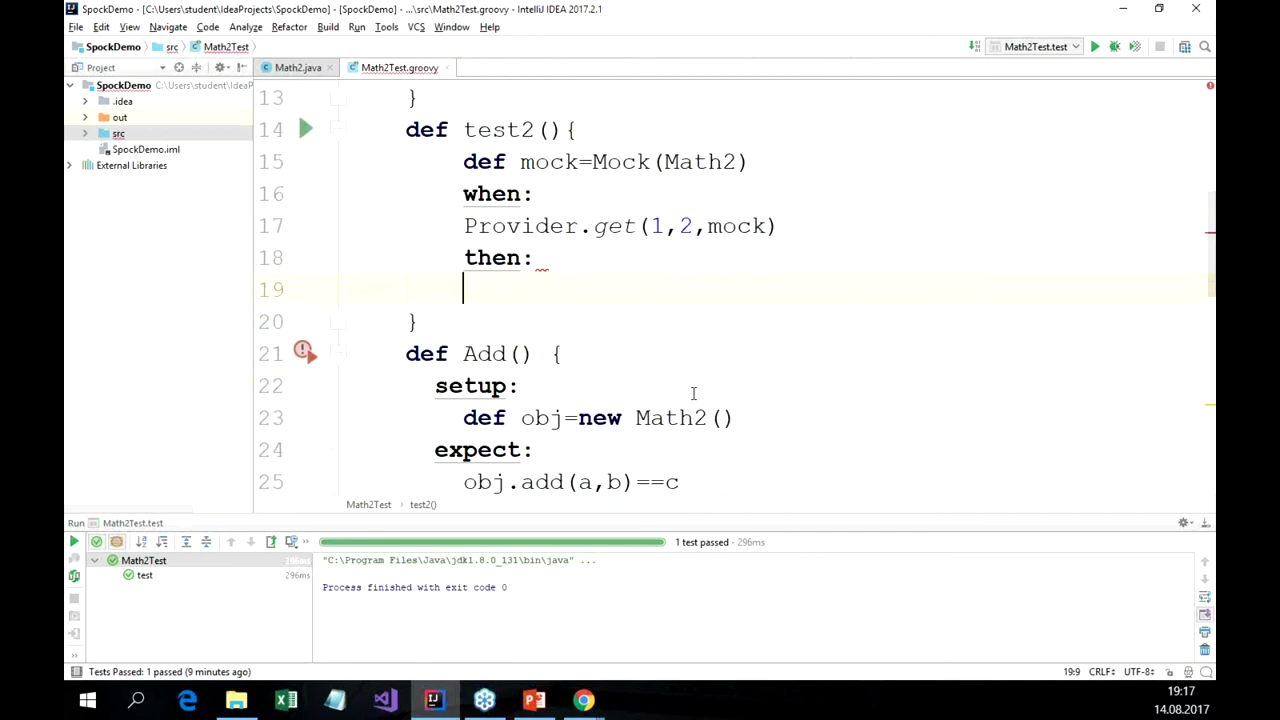 SpockDemo - [C:\Users\student\IdeaProjects\SpockDemo] - [SpockDemo] - ...\src\Math2Test.groovy - IntelliJ IDEA 2017.2.1
File Edit View Navigate Code Analyze Refactor Build Run Tools VCS Window Help
SpockDemo src Math2Test Math2Test.test
Project Math2.java Math2Test.groovy
SpockDemo C:\Users\student\IdeaP
.idea
out
src
SpockDemo.iml
External Libraries
13 }
14 def test2(){
15 def mock=Mock(Math2)
16 when:
17 Provider.get(1,2,mock)
18 then:
19
20 }
21 def Add() {
22 setup:
23 def obj=new Math2()
24 expect:
25 obj.add(a,b)==c
Math2Test test2()
Run Math2Test.test
1 test passed - 296ms
Math2Test 296ms
test 296ms
"C:\Program Files\Java\jdk1.8.0_131\bin\java" ...
Process finished with exit code 0
Tests Passed: 1 passed (9 minutes ago) 19:9 CRLF UTF-8
19:17
14.08.2017